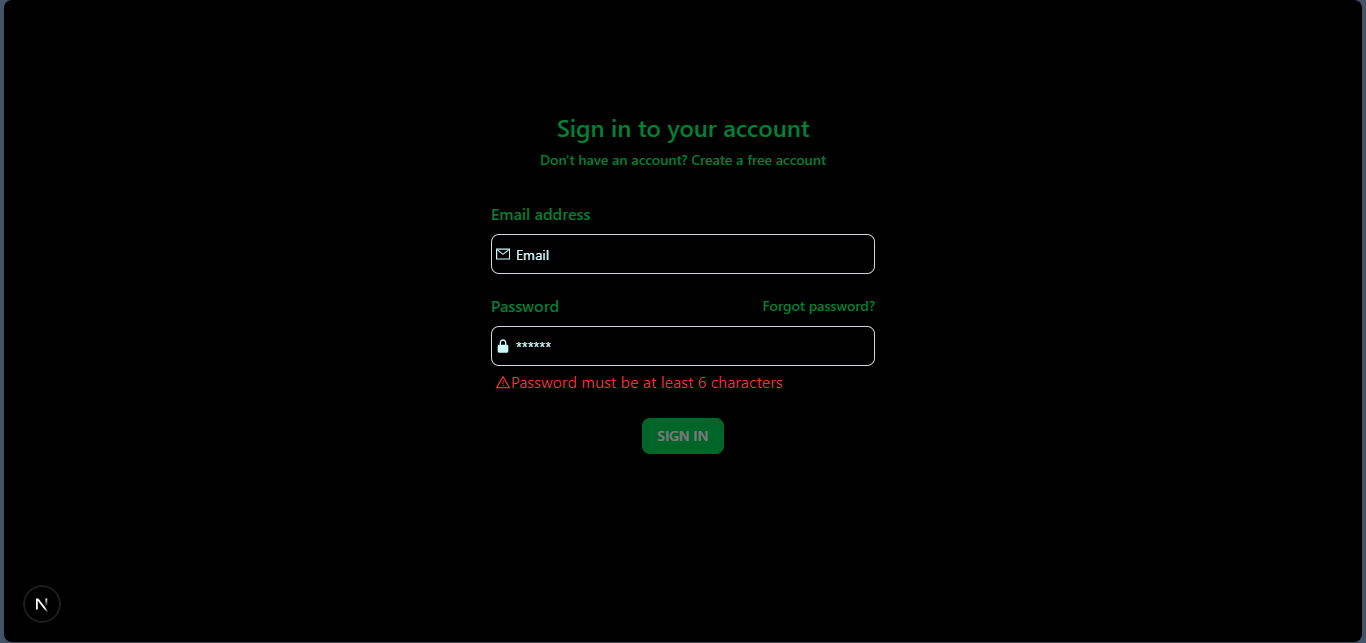 Sign in to your account
Don't have an account? Create a free account
Email address
Email
Password Forgot password?
******
Password must be at least 6 characters
SIGN IN
N